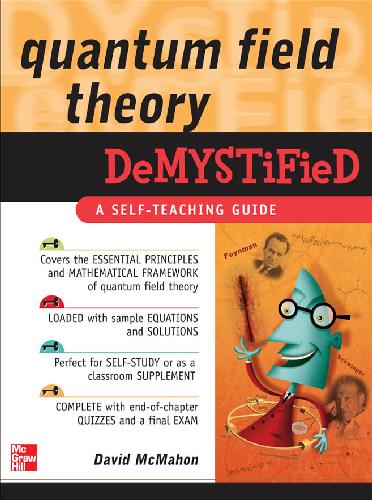 quantum field
theory
DeMYSTiFieD
A SELF-TEACHING GUIDE
Covers the ESSENTIAL PRINCIPLES
and MATHEMATICAL FRAMEWORK
of quantum field theory
LOADED with sample EQUATIONS
and SOLUTIONS
Perfect for SELF-STUDY or as a
classroom SUPPLEMENT
COMPLETE with end-of-chapter
QUIZZES and a final EXAM
Feynman
Schwinger
Mc
Graw
Hill
David McMahon